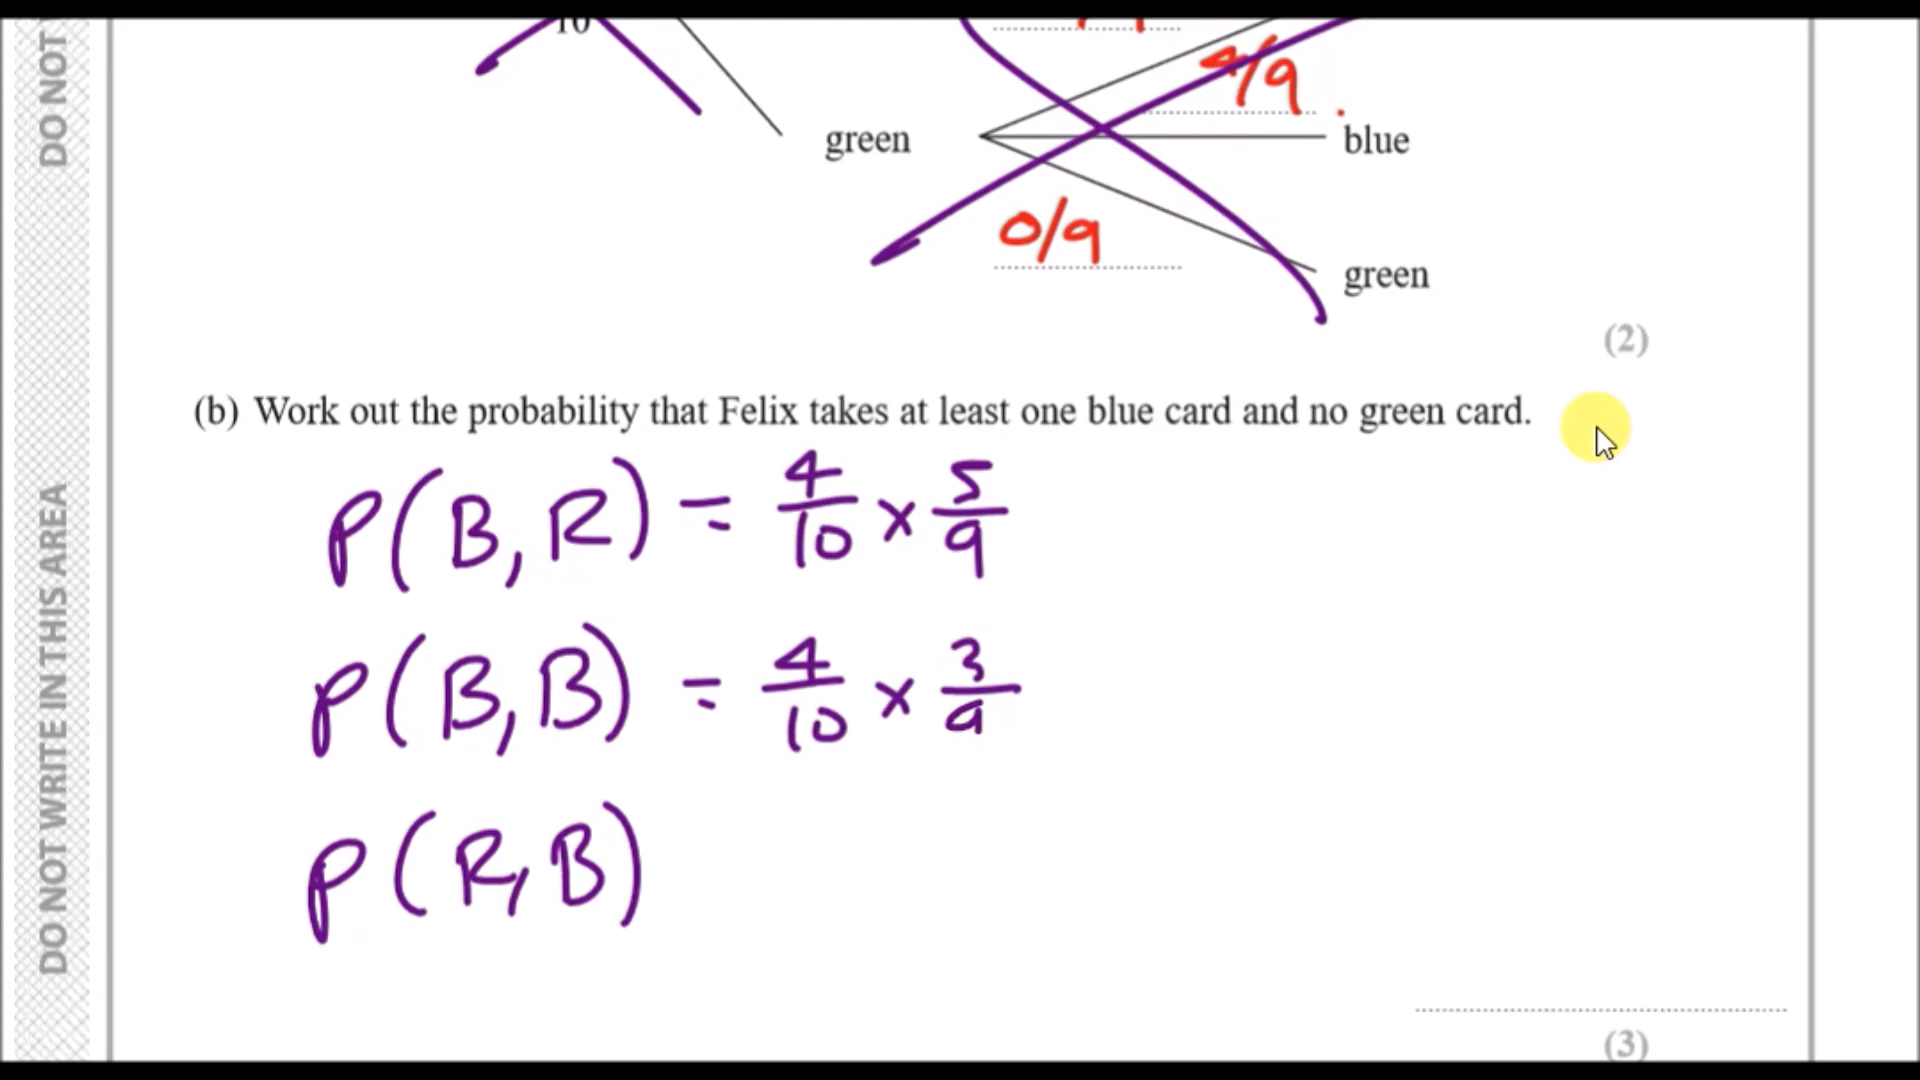 DO NOT
10
4/9
green
blue
0/9
green
(2)
(b) Work out the probability that Felix takes at least one blue card and no green card.
P(B,R) = 4/10 x 5/9
P(B,B) = 4/10 x 3/9
P(R,B)
DO NOT WRITE IN THIS AREA
(3)